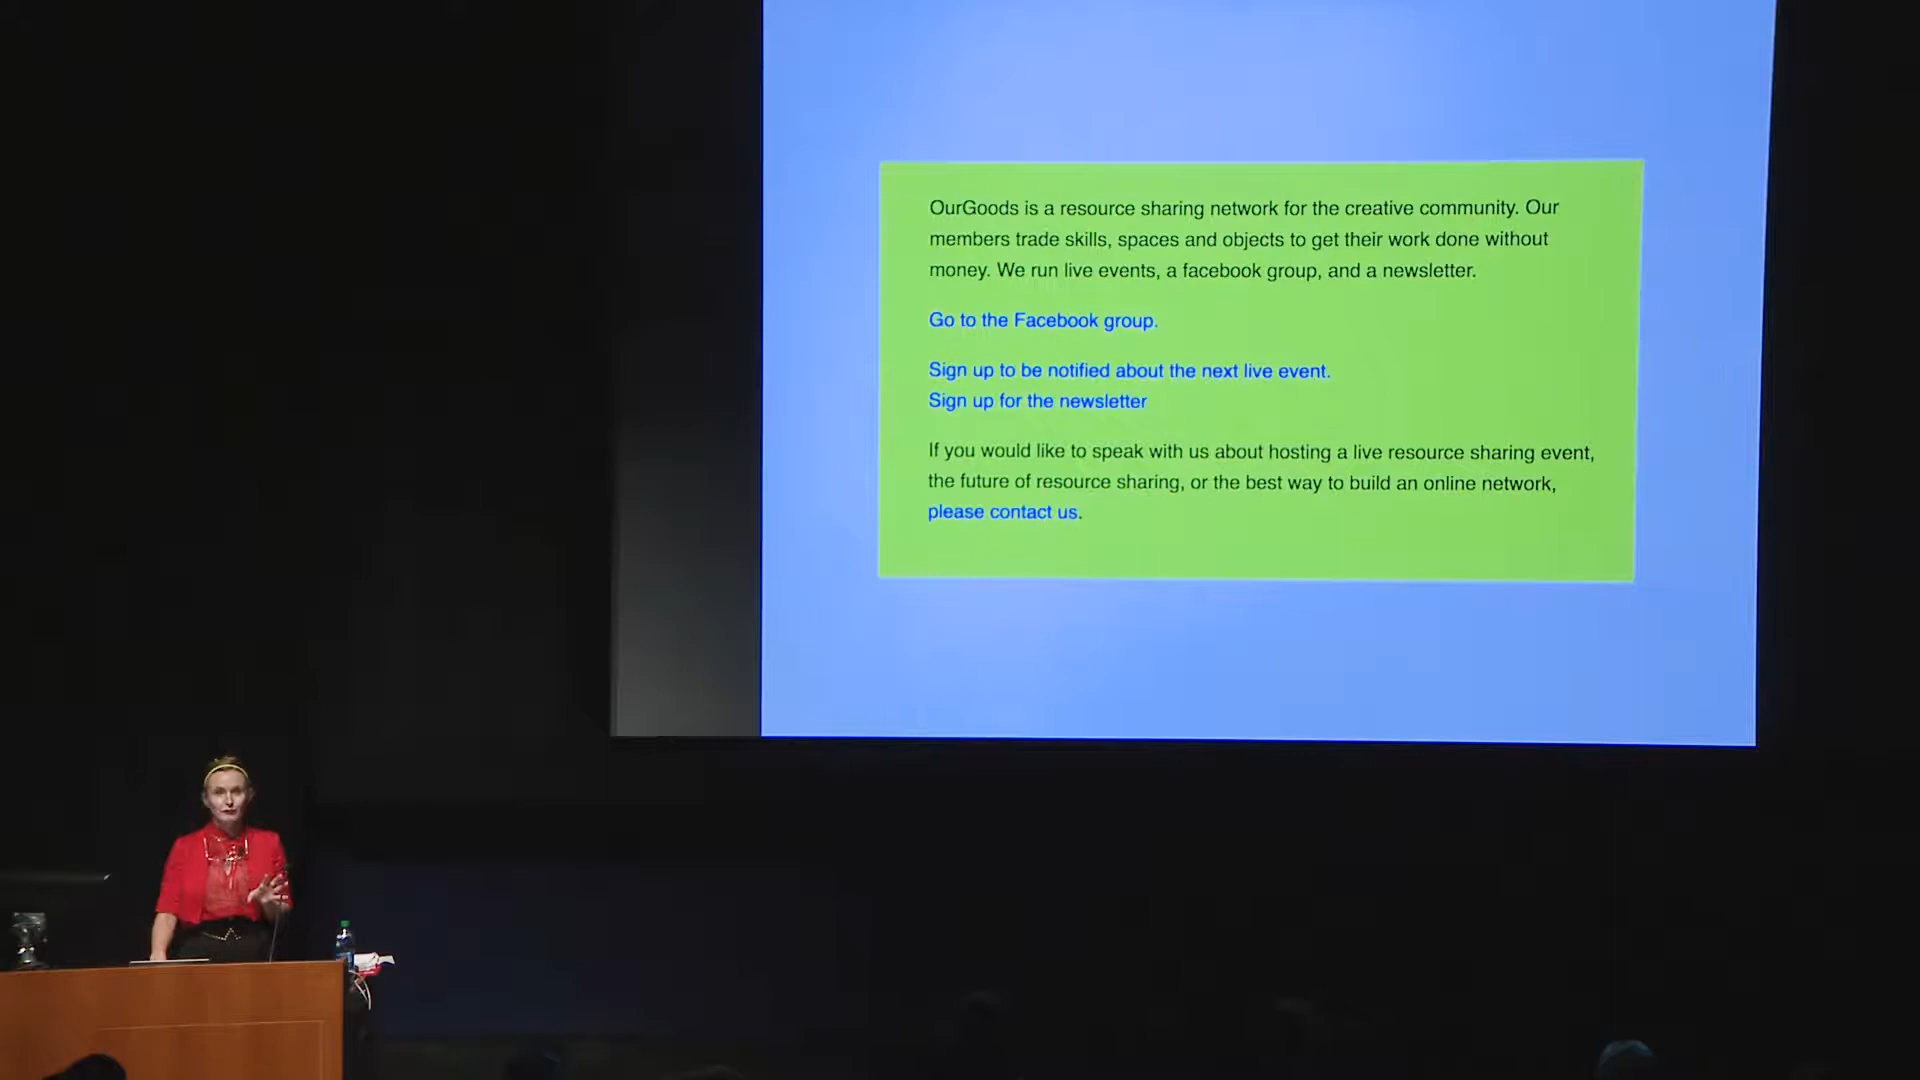 OurGoods is a resource sharing network for the creative community. Our
members trade skills, spaces and objects to get their work done without
money. We run live events, a facebook group, and a newsletter.
Go to the Facebook group.
Sign up to be notified about the next live event.
Sign up for the newsletter
If you would like to speak with us about hosting a live resource sharing event,
the future of resource sharing, or the best way to build an online network,
please contact us.